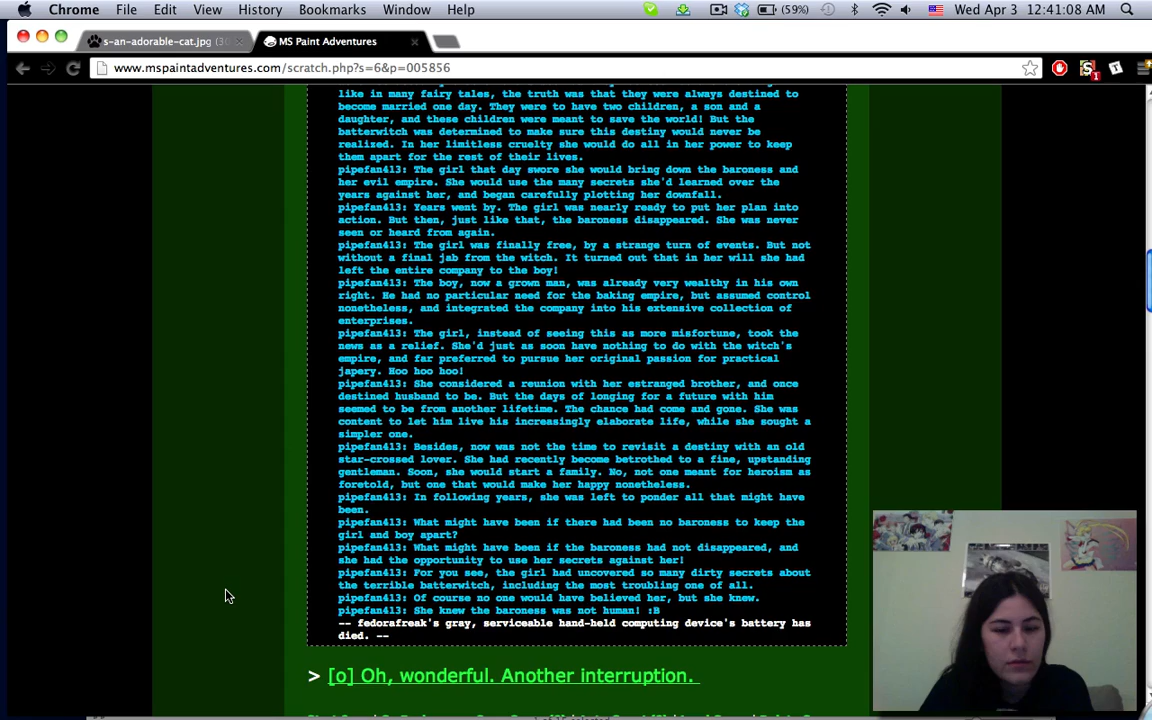 Chrome File Edit View History Bookmarks Window Help (59%) Wed Apr 3 12:41:08 AM
s-an-adorable-cat.jpg MS Paint Adventures
www.mspaintadventures.com/scratch.php?s=6&p=005856
like in many fairy tales, the truth was that they were always destined to
become married one day. They were to have two children, a son and a
daughter, and these children were meant to save the world! But the
batterwitch was determined to make sure this destiny would never be
realized. In her limitless cruelty she would do all in her power to keep
them apart for the rest of their lives.
pipefan413: The girl that day swore she would bring down the baroness and
her evil empire. She would use the many secrets she'd learned over the
years against her, and began carefully plotting her downfall.
pipefan413: Years went by. The girl was nearly ready to put her plan into
action. But then, just like that, the baroness disappeared. She was never
seen or heard from again.
pipefan413: The girl was finally free, by a strange turn of events. But not
without a final jab from the witch. It turned out that in her will she had
left the entire company to the boy!
pipefan413: The boy, now a grown man, was already very wealthy in his own
right. He had no particular need for the baking empire, but assumed control
nonetheless, and integrated the company into his extensive collection of
enterprises.
pipefan413: The girl, instead of seeing this as more misfortune, took the
news as a relief. She'd just as soon have nothing to do with the witch's
empire, and far preferred to pursue her original passion for practical
japery. Hoo hoo hoo!
pipefan413: She considered a reunion with her estranged brother, and once
destined husband to be. But the days of longing for a future with him
seemed to be from another lifetime. The chance had come and gone. She was
content to let him live his increasingly elaborate life, while she sought a
simpler one.
pipefan413: Besides, now was not the time to revisit a destiny with an old
star-crossed lover. She had recently become betrothed to a fine, upstanding
gentleman. Soon, she would start a family. No, not one meant for heroism as
foretold, but one that would make her happy nonetheless.
pipefan413: In following years, she was left to ponder all that might have
been.
pipefan413: What might have been if there had been no baroness to keep the
girl and boy apart?
pipefan413: What might have been if the baroness had not disappeared, and
she had the opportunity to use her secrets against her!
pipefan413: For you see, the girl had uncovered so many dirty secrets about
the terrible batterwitch, including the most troubling one of all.
pipefan413: Of course no one would have believed her, but she knew.
pipefan413: She knew the baroness was not human! :B
-- fedorafreak's gray, serviceable hand-held computing device's battery has
died. --
> [o] Oh, wonderful. Another interruption.